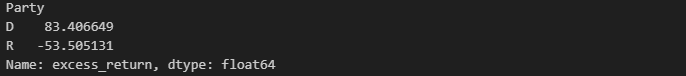 Party
D    83.406649
R   -53.505131
Name: excess_return, dtype: float64